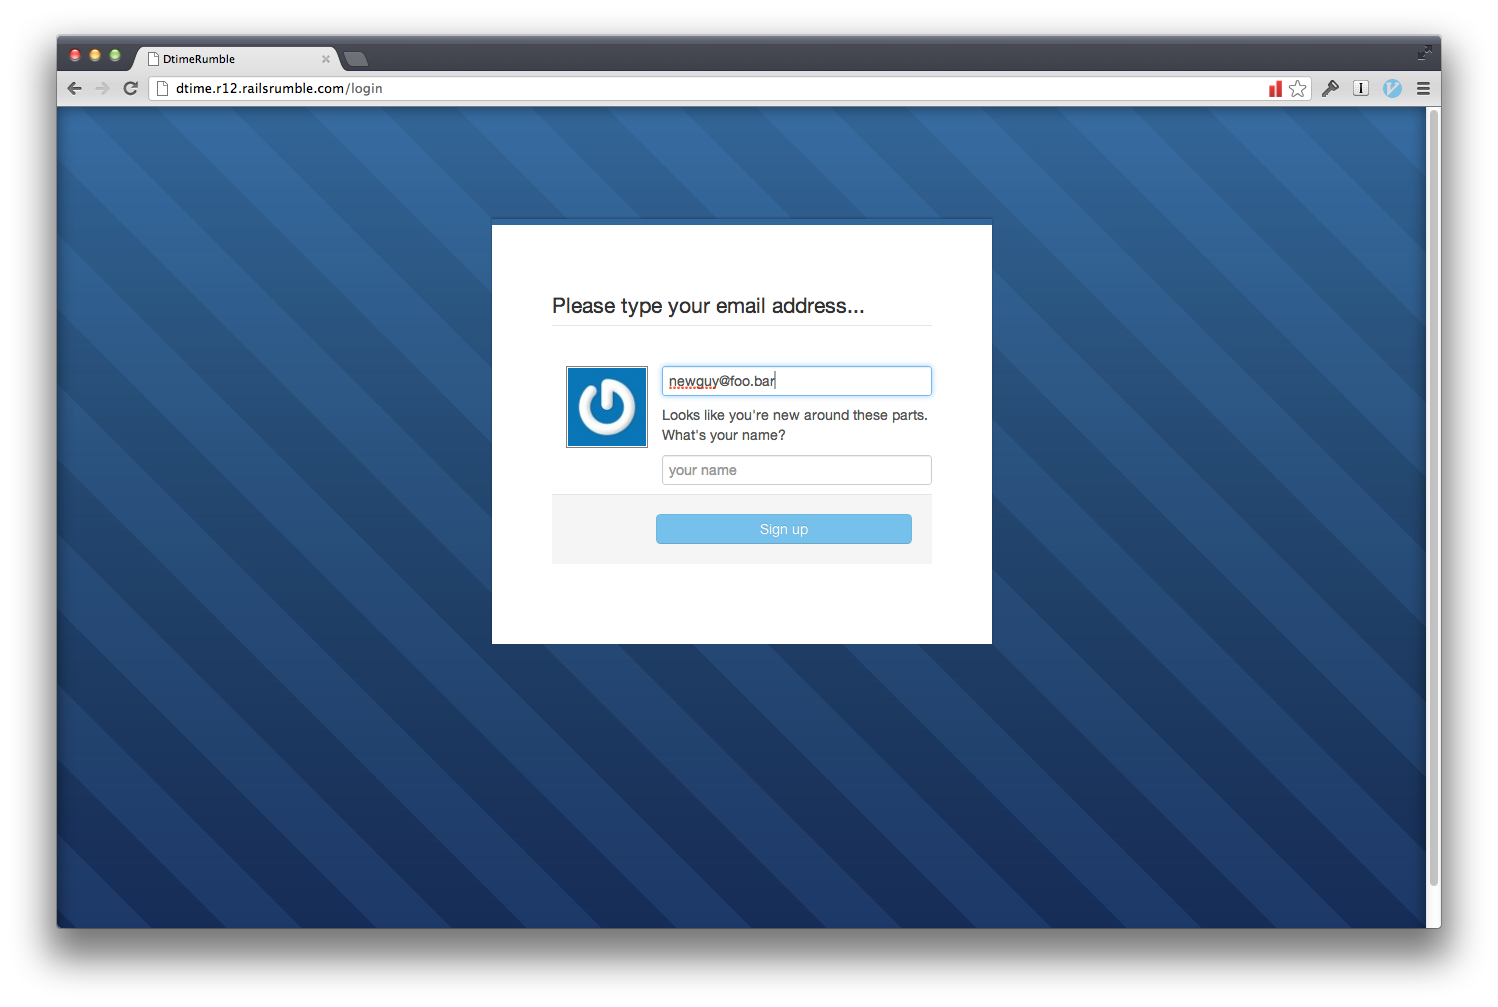 DtimeRumble
dtime.r12.railsrumble.com/login
Please type your email address...
newguy@foo.bar
Looks like you're new around these parts.
What's your name?
your name
Sign up